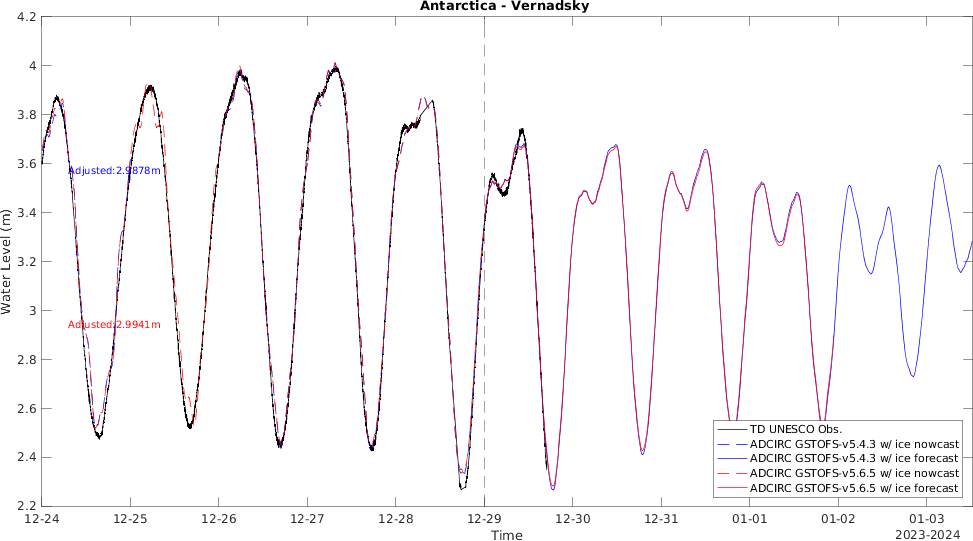 Antarctica - Vernadsky
4.2
4
3.8
3.6
3.4
3.2
3
2.8
2.6
2.4
2.2
Water Level (m)
Adjusted:2.9878m
Adjusted:2.9941m
TD UNESCO Obs.
ADCIRC GSTOFS-v5.4.3 w/ ice nowcast
ADCIRC GSTOFS-v5.4.3 w/ ice forecast
ADCIRC GSTOFS-v5.6.5 w/ ice nowcast
ADCIRC GSTOFS-v5.6.5 w/ ice forecast
12-24 12-25 12-26 12-27 12-28 12-29 12-30 12-31 01-01 01-02 01-03
Time
2023-2024